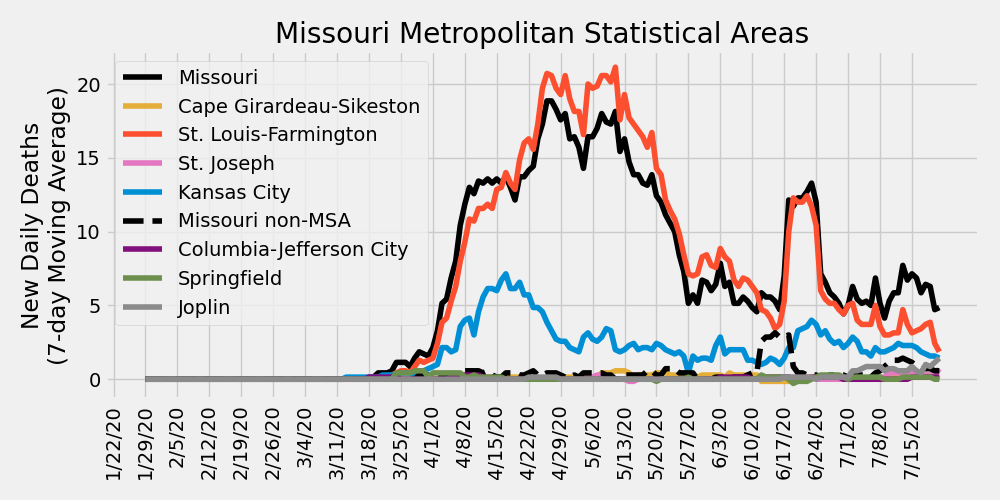 Missouri Metropolitan Statistical Areas
New Daily Deaths
(7-day Moving Average)
20
15
10
5
0
Missouri
Cape Girardeau-Sikeston
St. Louis-Farmington
St. Joseph
Kansas City
Missouri non-MSA
Columbia-Jefferson City
Springfield
Joplin
1/22/20
1/29/20
2/5/20
2/12/20
2/19/20
2/26/20
3/4/20
3/11/20
3/18/20
3/25/20
4/1/20
4/8/20
4/15/20
4/22/20
4/29/20
5/6/20
5/13/20
5/20/20
5/27/20
6/3/20
6/10/20
6/17/20
6/24/20
7/1/20
7/8/20
7/15/20